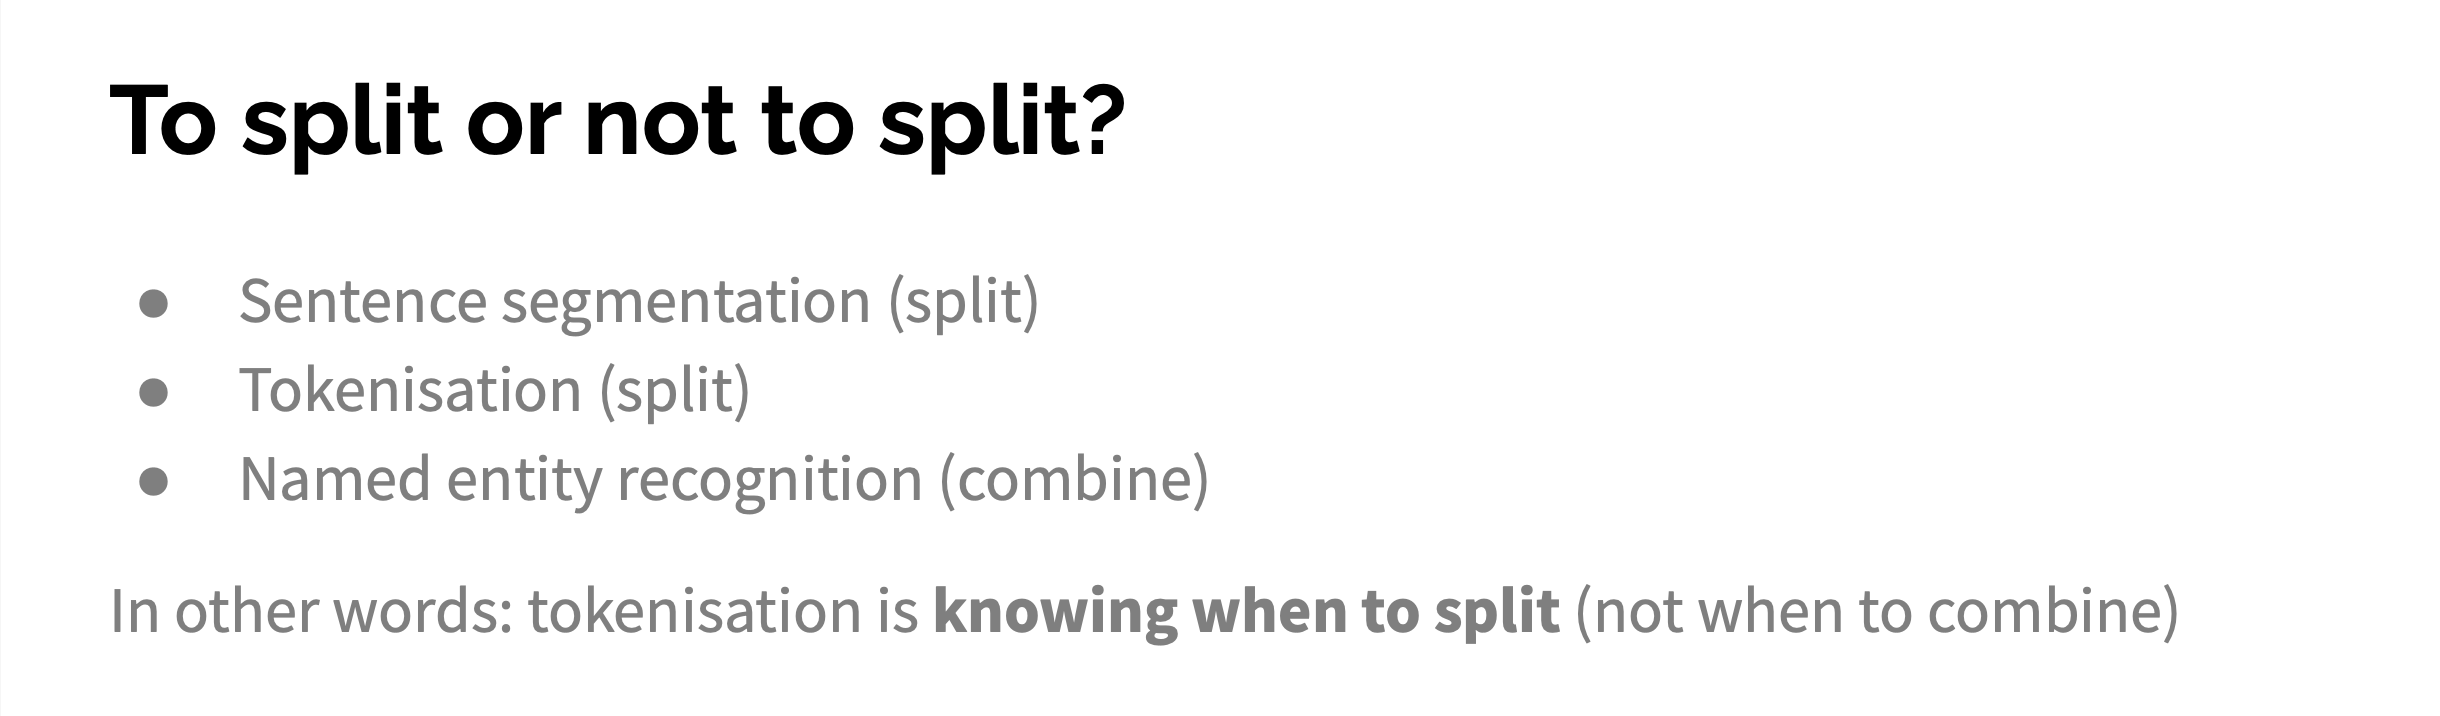 To split or not to split?
● Sentence segmentation (split)
● Tokenisation (split)
● Named entity recognition (combine)
In other words: tokenisation is knowing when to split (not when to combine)